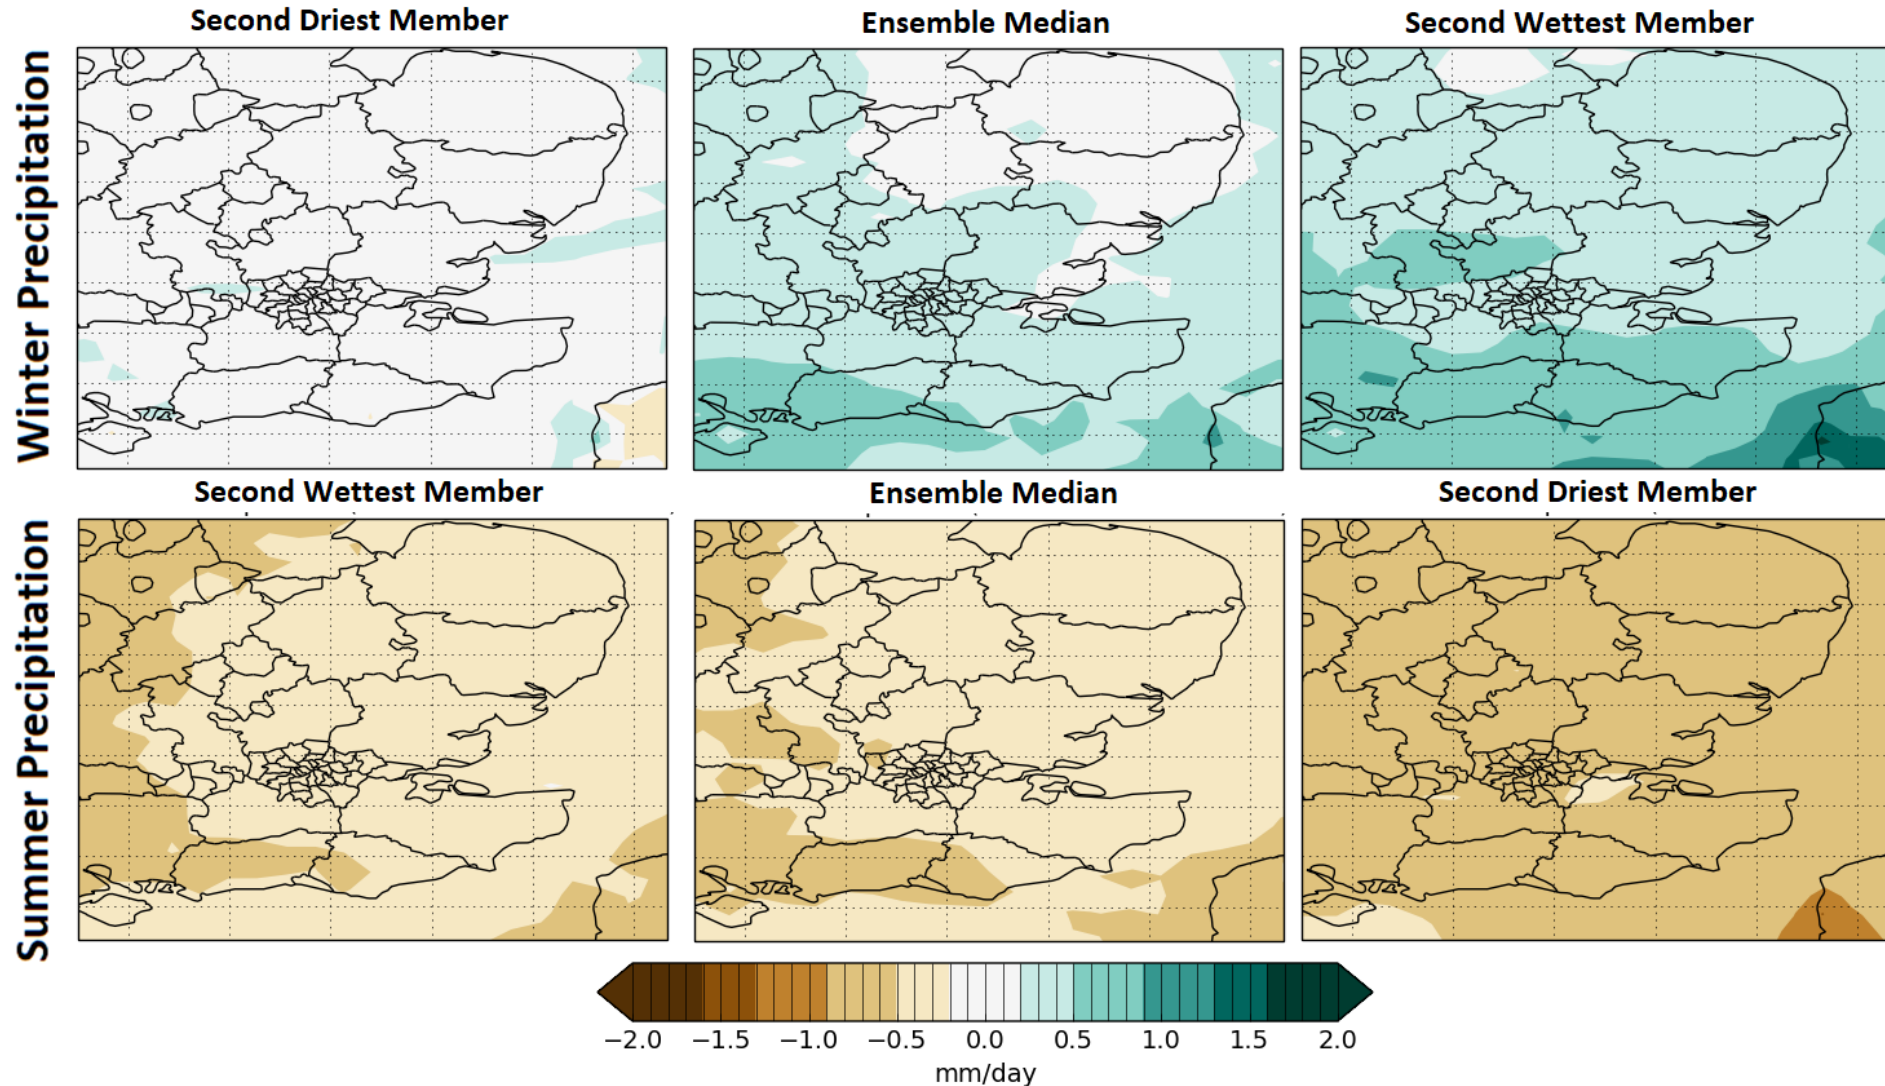 Second Driest Member
Ensemble Median
Second Wettest Member
Winter Precipitation
Second Wettest Member
Ensemble Median
Second Driest Member
Summer Precipitation
−2.0 −1.5 −1.0 −0.5 0.0 0.5 1.0 1.5 2.0
mm/day